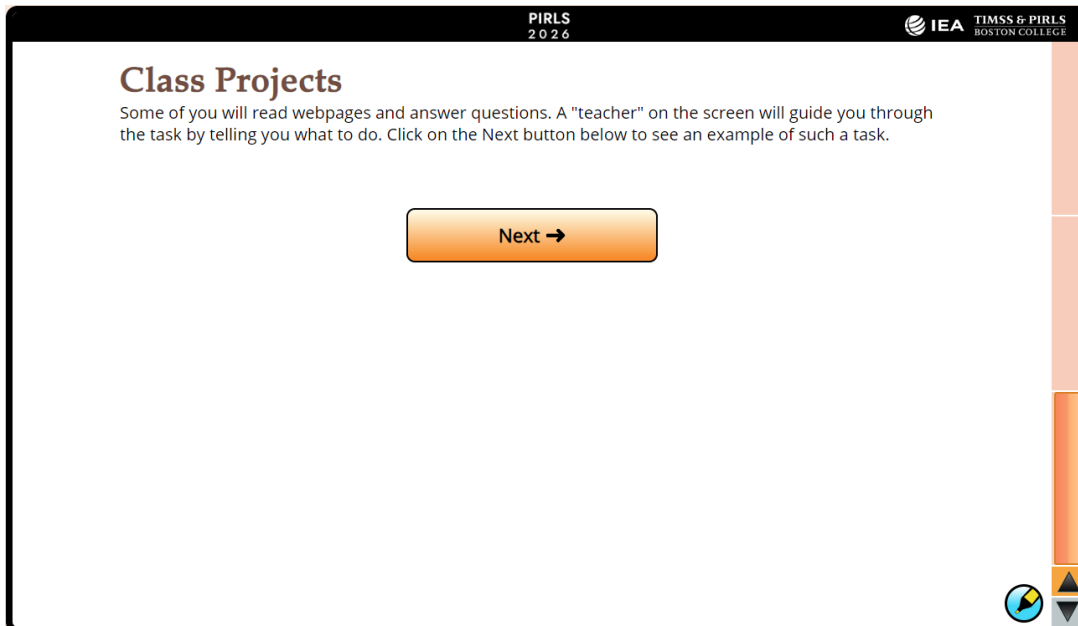 PIRLS
2026
IEA
TIMSS & PIRLS
BOSTON COLLEGE
Class Projects
Some of you will read webpages and answer questions. A "teacher" on the screen will guide you through
the task by telling you what to do. Click on the Next button below to see an example of such a task.
Next ➜